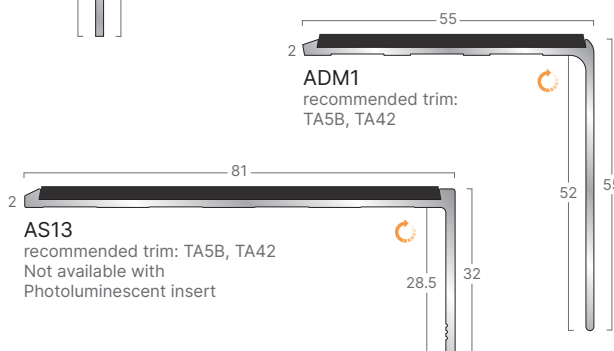 55
2
ADM1
recommended trim:
TA5B, TA42
52
81
2
AS13
recommended trim: TA5B, TA42
Not available with
Photoluminescent insert
28.5
32